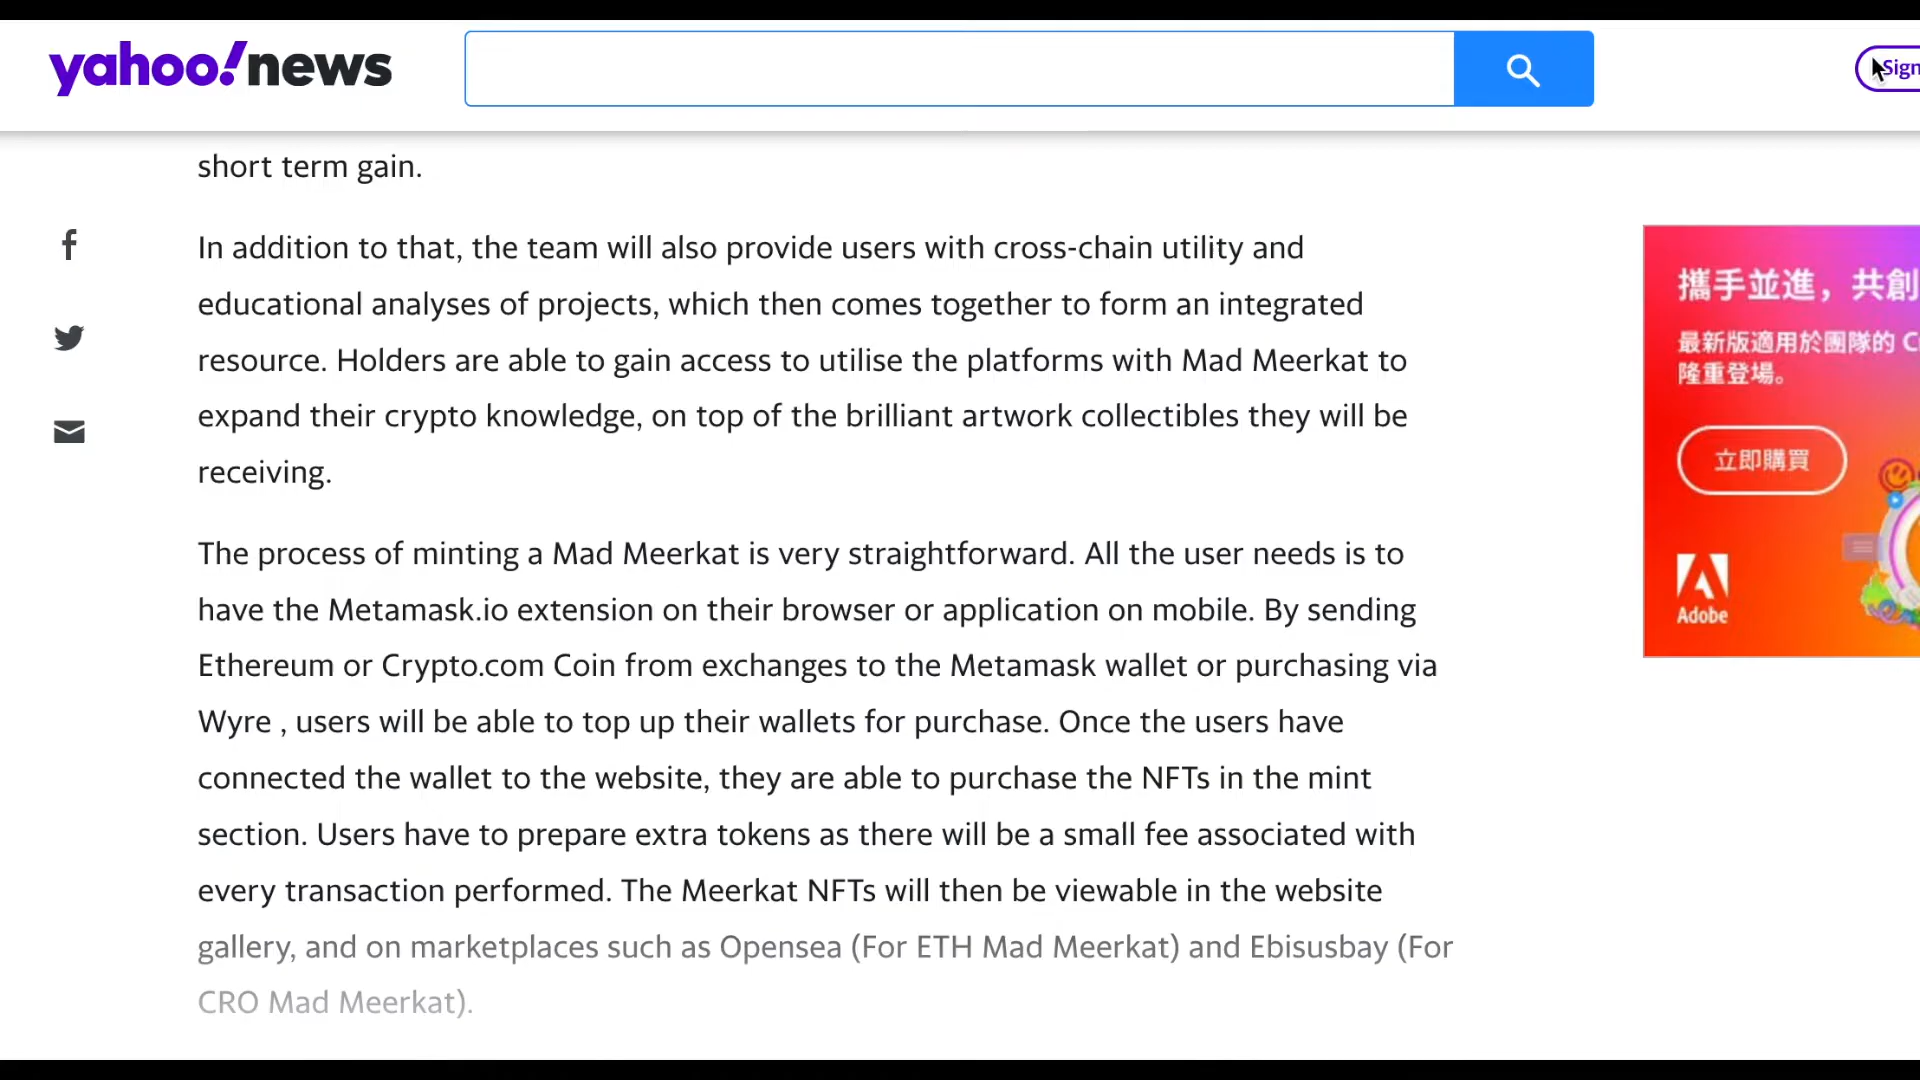 yahoo!news
Sign
short term gain.
In addition to that, the team will also provide users with cross-chain utility and
educational analyses of projects, which then comes together to form an integrated
resource. Holders are able to gain access to utilise the platforms with Mad Meerkat to
expand their crypto knowledge, on top of the brilliant artwork collectibles they will be
receiving.
The process of minting a Mad Meerkat is very straightforward. All the user needs is to
have the Metamask.io extension on their browser or application on mobile. By sending
Ethereum or Crypto.com Coin from exchanges to the Metamask wallet or purchasing via
Wyre , users will be able to top up their wallets for purchase. Once the users have
connected the wallet to the website, they are able to purchase the NFTs in the mint
section. Users have to prepare extra tokens as there will be a small fee associated with
every transaction performed. The Meerkat NFTs will then be viewable in the website
gallery, and on marketplaces such as Opensea (For ETH Mad Meerkat) and Ebisusbay (For
CRO Mad Meerkat).
攜手並進，共創
最新版適用於團隊的 C
隆重登場。
立即購買
Adobe